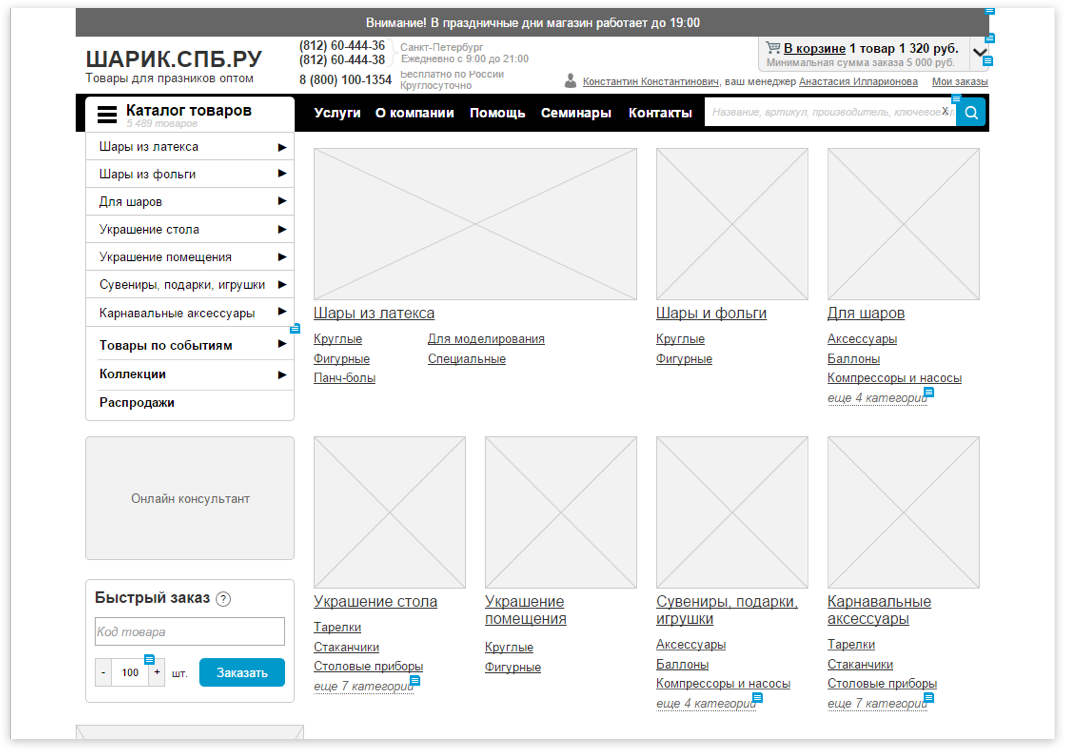 Внимание! В праздничные дни магазин работает до 19:00
ШАРИК.СПБ.РУ
Товары для празников оптом
(812) 60-444-36
(812) 60-444-38
Санкт-Петербург
Ежедневно с 9:00 до 21:00
8 (800) 100-1354
Бесплатно по России
Круглосуточно
В корзине 1 товар 1 320 руб.
Минимальная сумма заказа 5 000 руб.
Константин Константинович, ваш менеджер Анастасия Илларионова
Мои заказы
Каталог товаров
5 489 товаров
Услуги
О компании
Помощь
Семинары
Контакты
Название, артикул, производитель, ключевое
x
Шары из латекса
Шары из фольги
Для шаров
Украшение стола
Украшение помещения
Сувениры, подарки, игрушки
Карнавальные аксессуары
Товары по событиям
Коллекции
Распродажи
Шары из латекса
Круглые
Фигурные
Панч-болы
Для моделирования
Специальные
Шары и фольги
Круглые
Фигурные
Для шаров
Аксессуары
Баллоны
Компрессоры и насосы
еще 4 категории
Онлайн консультант
Быстрый заказ ?
Код товара
- 100 + шт.
Заказать
Украшение стола
Тарелки
Стаканчики
Столовые приборы
еще 7 категорий
Украшение
помещения
Круглые
Фигурные
Сувениры, подарки,
игрушки
Аксессуары
Баллоны
Компрессоры и насосы
еще 4 категории
Карнавальные
аксессуары
Тарелки
Стаканчики
Столовые приборы
еще 7 категорий